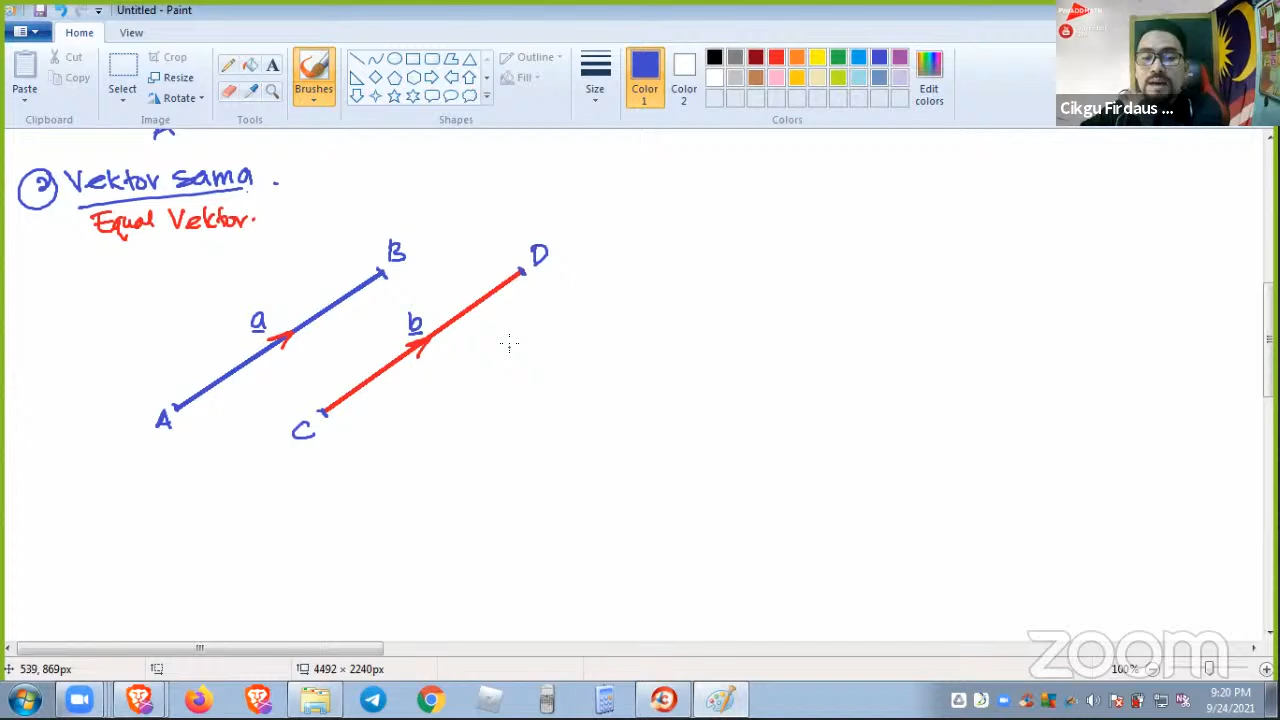 Untitled - Paint
Home View
Paste
Cut
Copy
Clipboard
Select
Crop
Resize
Rotate
Image
Tools
Brushes
Shapes
Outline
Fill
Size
Color 1
Color 2
Edit colors
Colors
Cikgu Firdaus ...
② Vektor sama .
Equal Vektor.
B
D
a
b
A
C
zoom
539, 869px
4492 × 2240px
100%
9:20 PM
9/24/2021